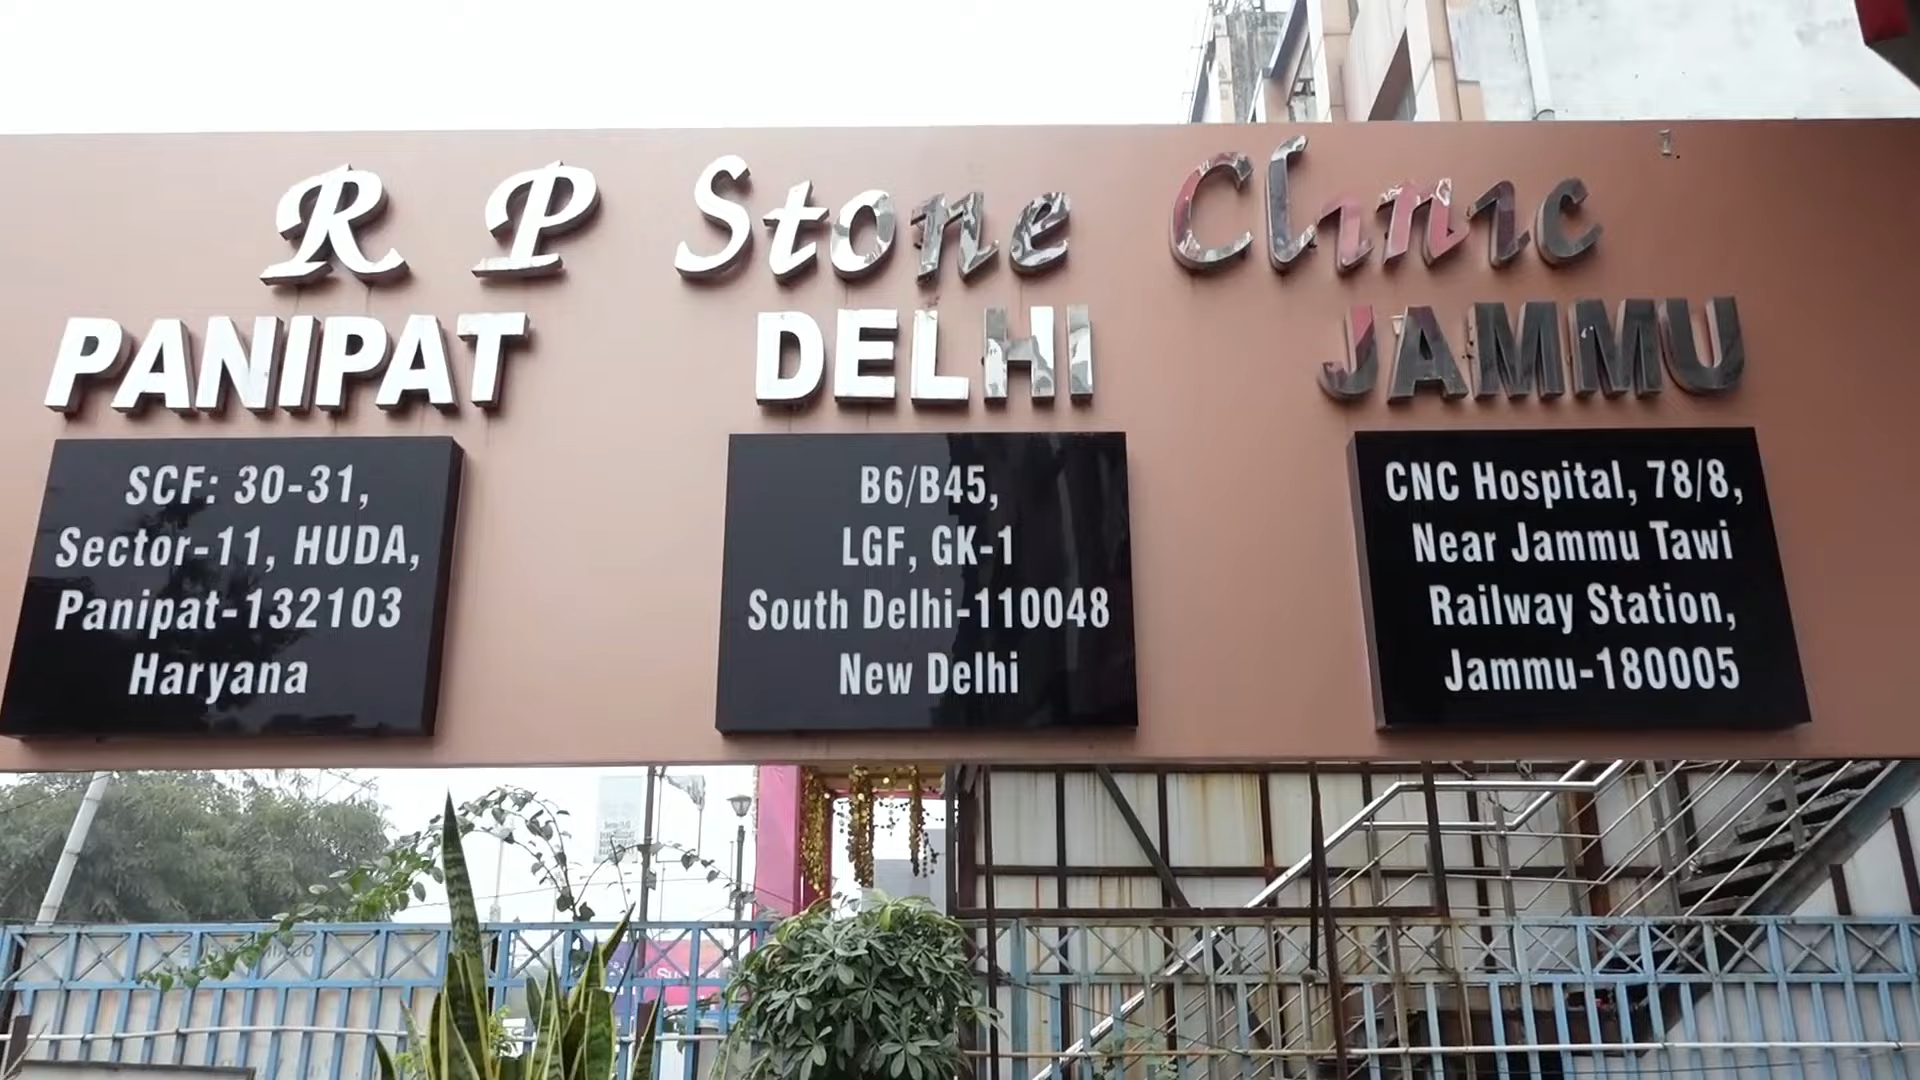 R P Stone Clinic
PANIPAT
SCF: 30-31,
Sector-11, HUDA,
Panipat-132103
Haryana
DELHI
B6/B45,
LGF, GK-1
South Delhi-110048
New Delhi
JAMMU
CNC Hospital, 78/8,
Near Jammu Tawi
Railway Station,
Jammu-180005